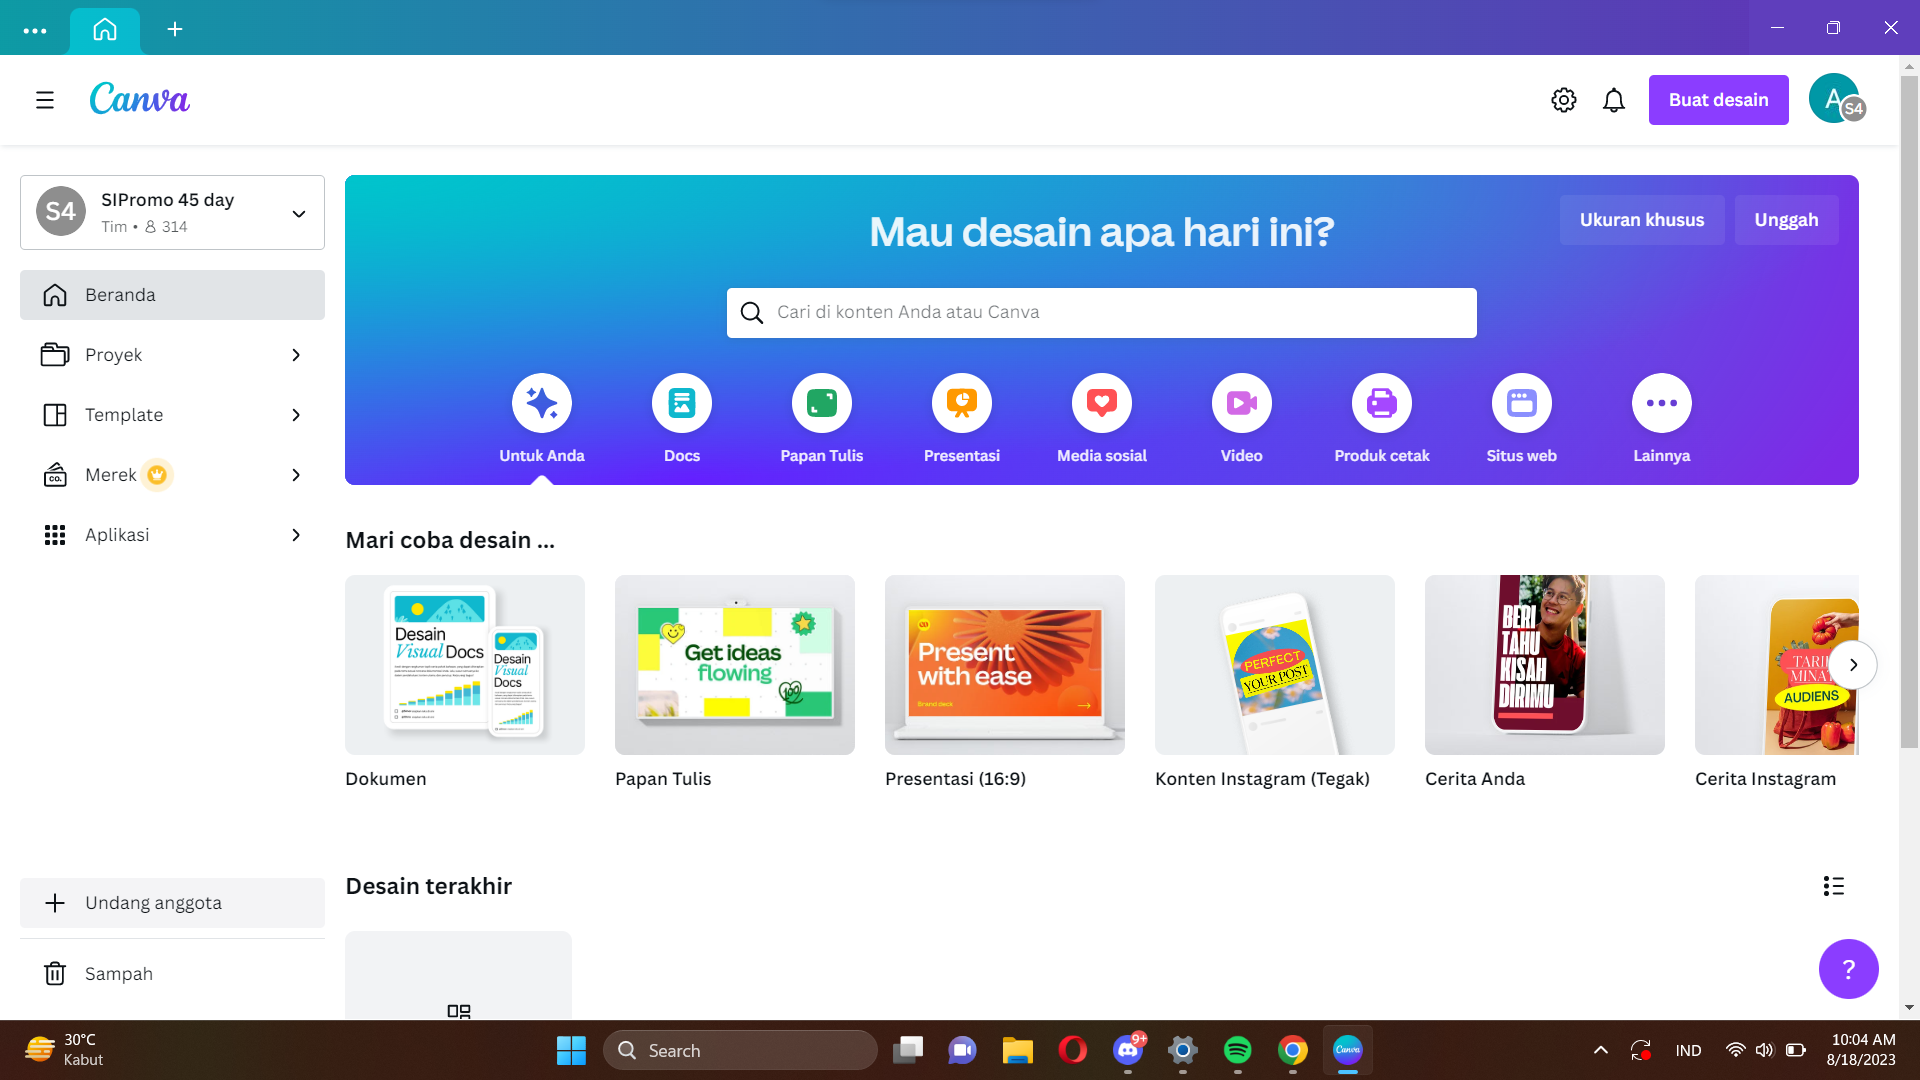 Canva
Buat desain
A
S4
S4
SIPromo 45 day
Tim • 314
Beranda
Proyek
Template
CO.
Merek
Aplikasi
Undang anggota
Sampah
Mau desain apa hari ini?
Ukuran khusus
Unggah
Cari di konten Anda atau Canva
Untuk Anda
Docs
Papan Tulis
Presentasi
Media sosial
Video
Produk cetak
Situs web
Lainnya
Mari coba desain ...
Desain
Visual Docs
Desain
Visual
Docs
Dokumen
Get ideas
flowing
100
Papan Tulis
Present
with ease
Brand deck
Presentasi (16:9)
PERFECT
YOUR POST
Konten Instagram (Tegak)
BERI
TAHU
KISAH
DIRIMU
Cerita Anda
AUDIENS
Cerita Instagram
Desain terakhir
?
30°C
Kabut
Search
9+
Canva
IND
10:04 AM
8/18/2023